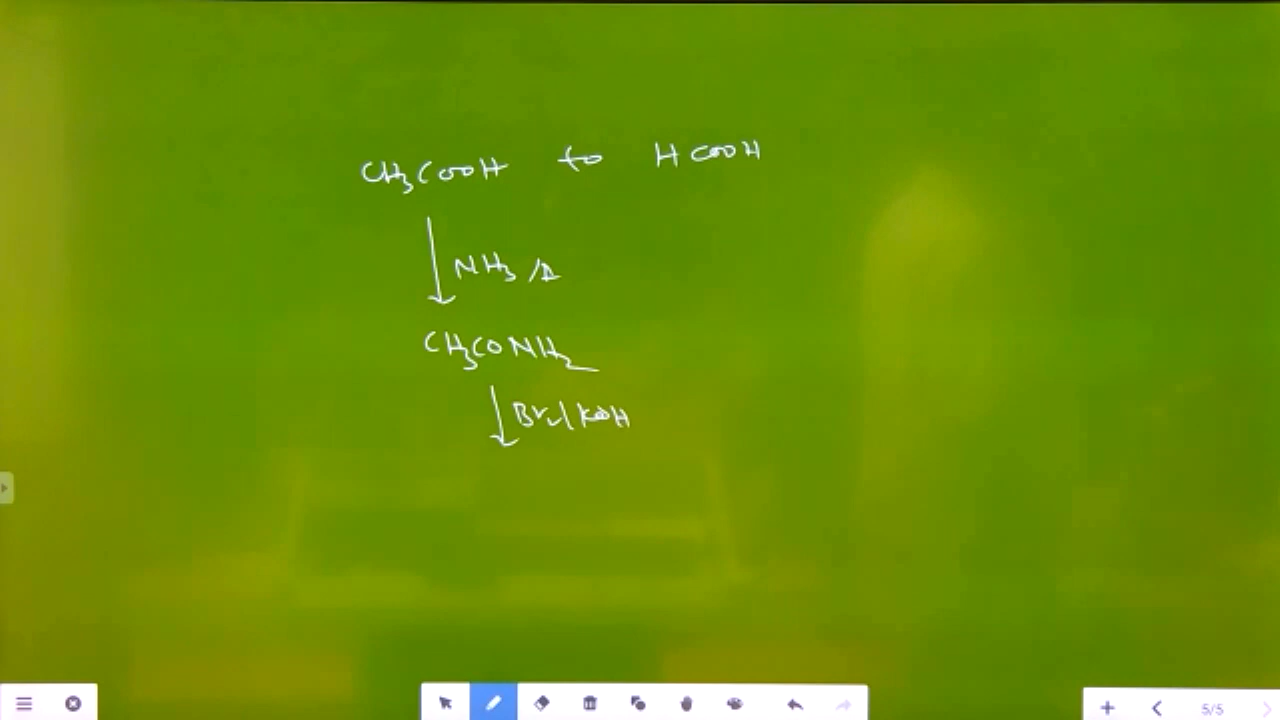 CH3COOH to HCOOH
NH3/Δ
CH3CONH2
Br2/KOH
5/5